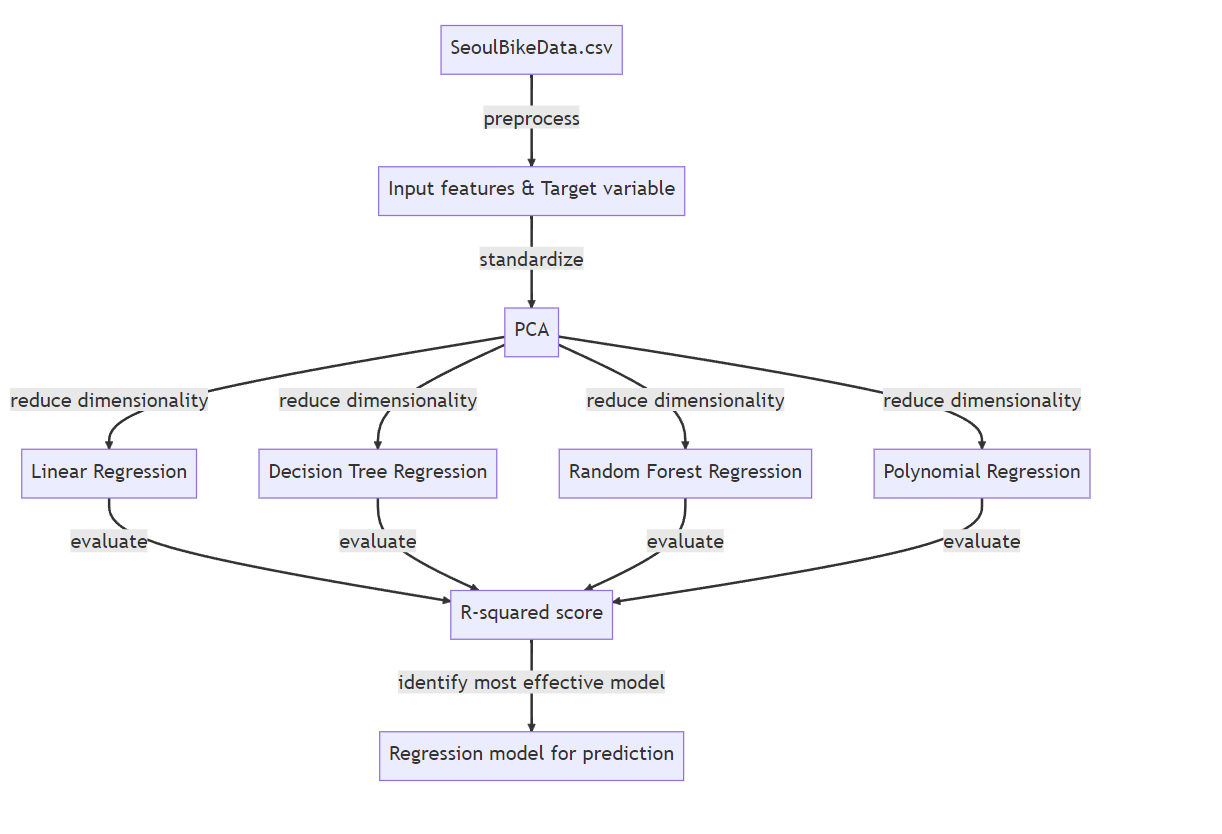 SeoulBikeData.csv
preprocess
Input features & Target variable
standardize
PCA
reduce dimensionality
reduce dimensionality
reduce dimensionality
reduce dimensionality
Linear Regression
Decision Tree Regression
Random Forest Regression
Polynomial Regression
evaluate
evaluate
evaluate
evaluate
R-squared score
identify most effective model
Regression model for prediction